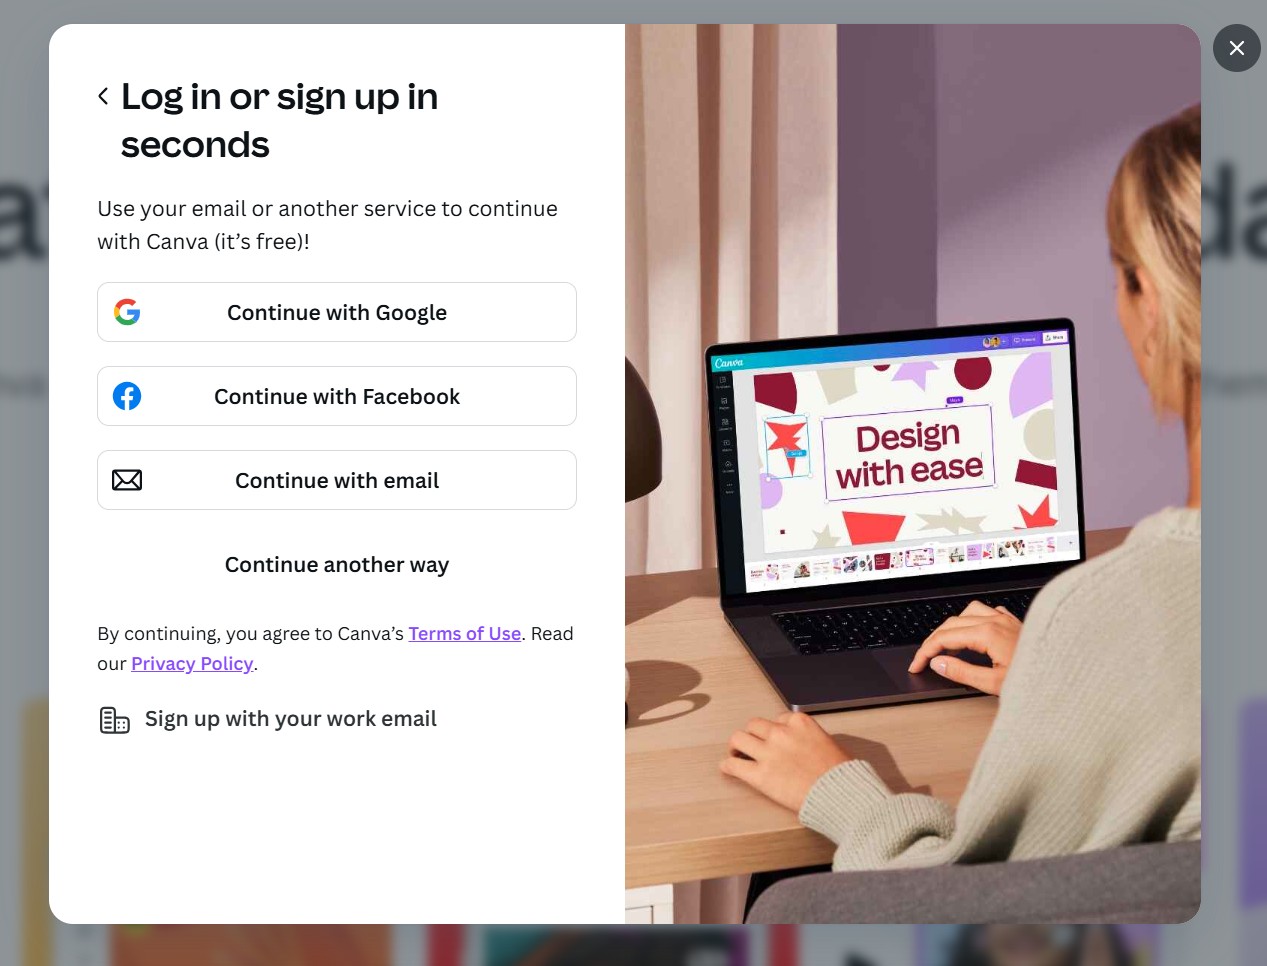 Log in or sign up in
seconds
Use your email or another service to continue
with Canva (it’s free)!
Continue with Google
Continue with Facebook
Continue with email
Continue another way
By continuing, you agree to Canva’s Terms of Use. Read
our Privacy Policy.
Sign up with your work email
Canva
Share
Design
with ease